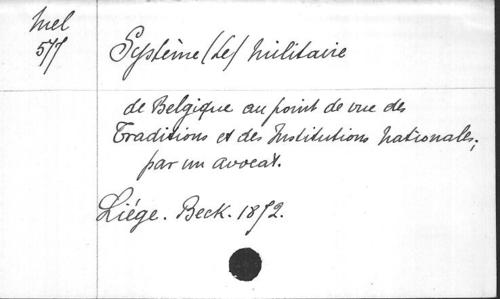 Mel
577
Système (Le) militaire
de Belgique au point de vue des
Traditions et des Institutions nationales;
par un avocat.
Liége. Beck. 1872.